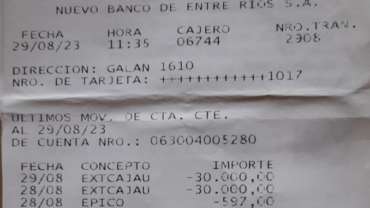 NUEVO BANCO DE ENTRE RIOS S.A.
FECHA HORA CAJERO NRO.TRAN.
29/08/23 11:35 06744 2908
DIRECCION: GALAN 1610
NRO. DE TARJETA: ++++++++++++1017
ULTIMOS MOV. DE CTA. CTE.
AL 29/08/23
DE CUENTA NRO.: 063004005280
FECHA CONCEPTO IMPORTE
29/08 EXTCAJAU -30.000,00
28/08 EXTCAJAU -30.000,00
28/08 EPICO -597,00